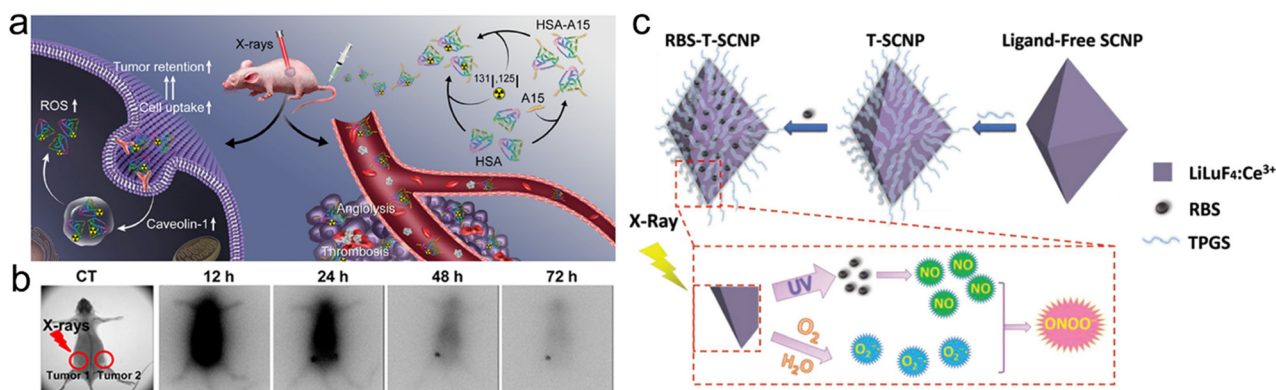 a
X-rays
HSA-A15
Tumor retention↑
↑↑
Cell uptake↑
131I, 125I
A15
HSA
ROS↑
Caveolin-1↑
Angiolysis
Thrombosis
b
CT 12 h 24 h 48 h 72 h
X-rays
Tumor 1 Tumor 2
c
RBS-T-SCNP T-SCNP Ligand-Free SCNP
LiLuF₄:Ce³⁺
RBS
TPGS
X-Ray
UV
NO
NO
NO
NO
O₂
H₂O
O₂⁻
O₂⁻
O₂⁻
ONOO⁻